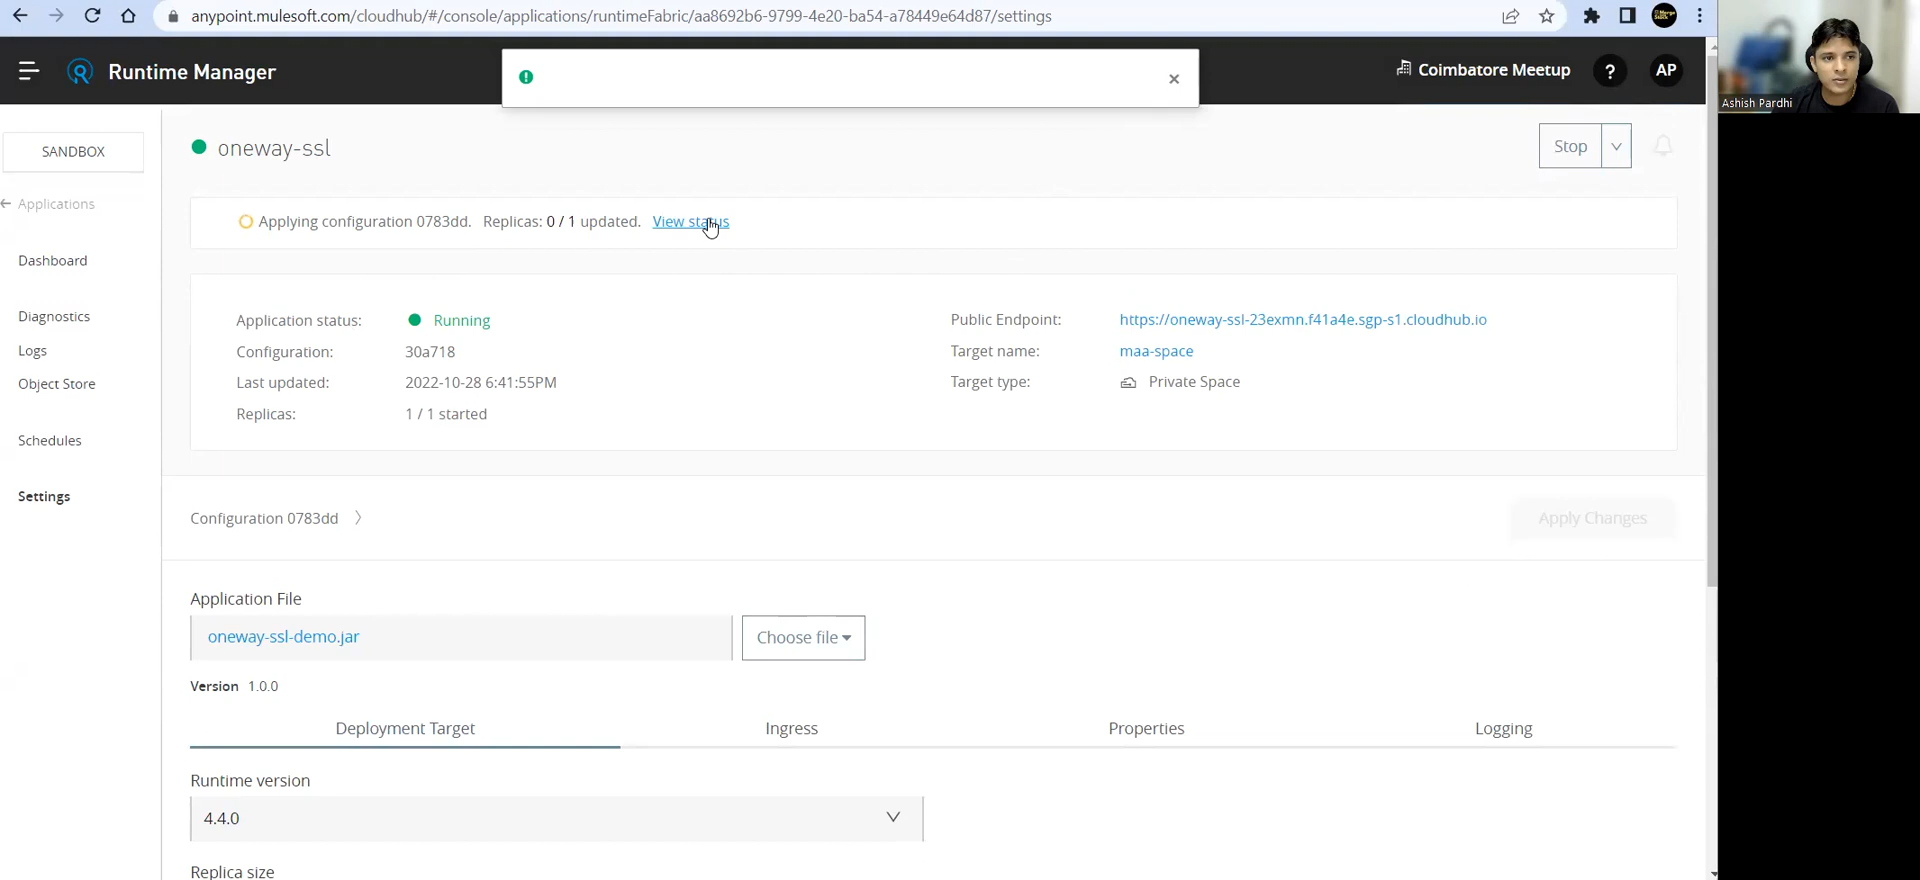 anypoint.mulesoft.com/cloudhub/#/console/applications/runtimeFabric/aa8692b6-9799-4e20-ba54-a78449e64d87/settings
Runtime Manager
Coimbatore Meetup
?
AP
Ashish Pardhi
SANDBOX
Applications
Dashboard
Diagnostics
Logs
Object Store
Schedules
Settings
oneway-ssl
Stop
Applying configuration 0783dd. Replicas: 0 / 1 updated. View status
Application status: Running
Configuration: 30a718
Last updated: 2022-10-28 6:41:55PM
Replicas: 1 / 1 started
Public Endpoint: https://oneway-ssl-23exmn.f41a4e.sgp-s1.cloudhub.io
Target name: maa-space
Target type: Private Space
Configuration 0783dd
Apply Changes
Application File
oneway-ssl-demo.jar
Choose file
Version 1.0.0
Deployment Target Ingress Properties Logging
Runtime version
4.4.0
Replica size